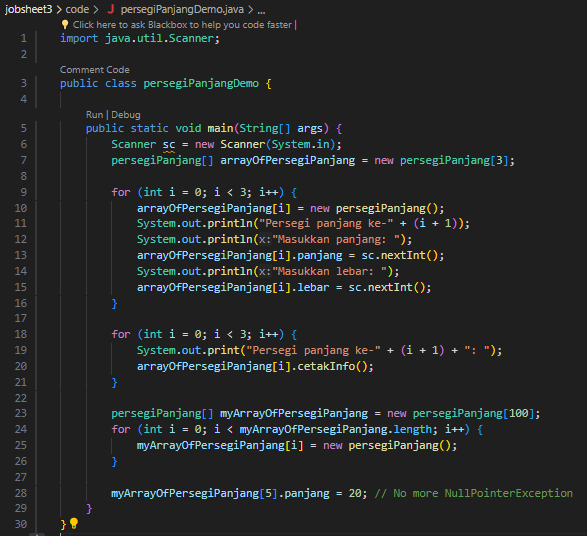 jobsheet3 > code > J persegiPanjangDemo.java > ...
Click here to ask Blackbox to help you code faster |
1 import java.util.Scanner;
2
Comment Code
3 public class persegiPanjangDemo {
4
Run | Debug
5 public static void main(String[] args) {
6 Scanner sc = new Scanner(System.in);
7 persegiPanjang[] arrayOfPersegiPanjang = new persegiPanjang[3];
8
9 for (int i = 0; i < 3; i++) {
10 arrayOfPersegiPanjang[i] = new persegiPanjang();
11 System.out.println("Persegi panjang ke-" + (i + 1));
12 System.out.println(x:"Masukkan panjang: ");
13 arrayOfPersegiPanjang[i].panjang = sc.nextInt();
14 System.out.println(x:"Masukkan lebar: ");
15 arrayOfPersegiPanjang[i].lebar = sc.nextInt();
16 }
17
18 for (int i = 0; i < 3; i++) {
19 System.out.print("Persegi panjang ke-" + (i + 1) + ": ");
20 arrayOfPersegiPanjang[i].cetakInfo();
21 }
22
23 persegiPanjang[] myArrayOfPersegiPanjang = new persegiPanjang[100];
24 for (int i = 0; i < myArrayOfPersegiPanjang.length; i++) {
25 myArrayOfPersegiPanjang[i] = new persegiPanjang();
26 }
27
28 myArrayOfPersegiPanjang[5].panjang = 20; // No more NullPointerException
29 }
30 }